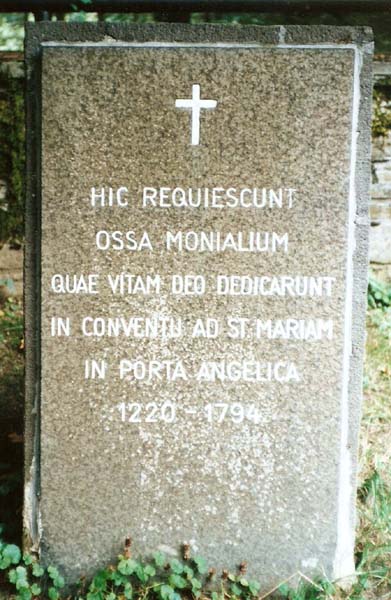 HIC REQUIESCUNT
OSSA MONIALIUM
QUAE VITAM DEO DEDICARUNT
IN CONVENTU AD ST. MARIAM
IN PORTA ANGELICA
1220 - 1794